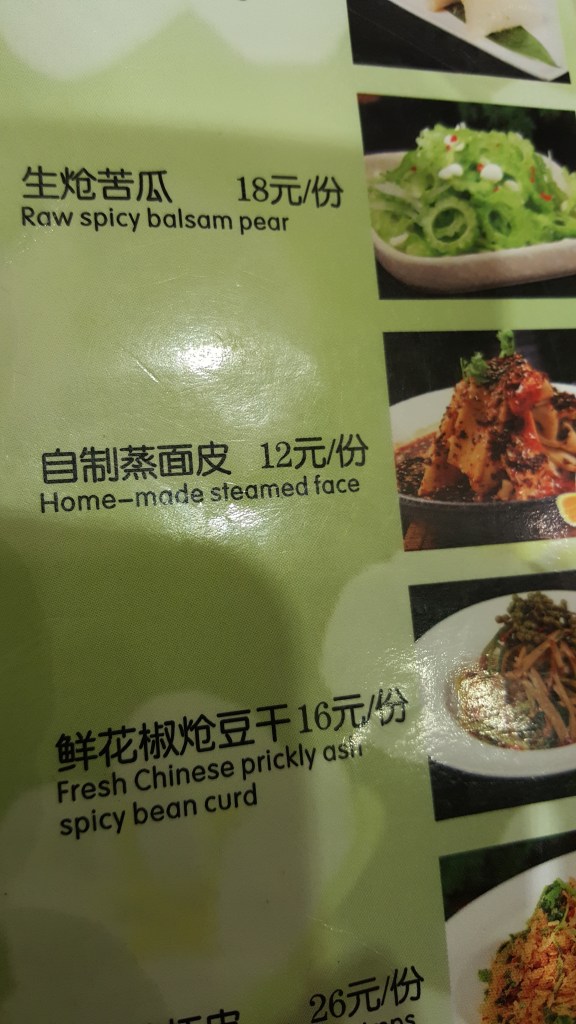 生炝苦瓜 18元/份
Raw spicy balsam pear
自制蒸面皮 12元/份
Home-made steamed face
鲜花椒炝豆干 16元/份
Fresh Chinese prickly ash
spicy bean curd
26元/份